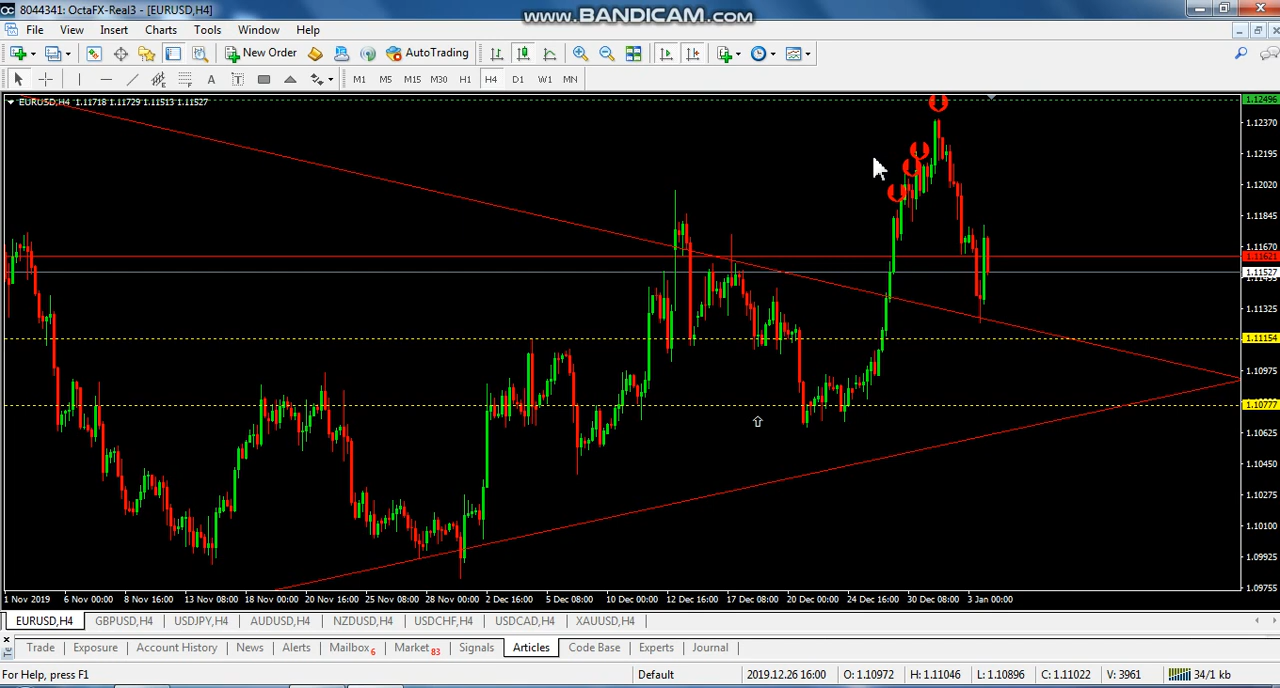 8044341: OctaFX-Real3 - [EURUSD,H4]
www.BANDICAM.com
File View Insert Charts Tools Window Help
New Order AutoTrading
A T M1 M5 M15 M30 H1 H4 D1 W1 MN
EURUSD,H4 1.11718 1.11729 1.11513 1.11527
1.12496
1.12370
1.12195
1.12020
1.11845
1.11670
1.11621
1.11527
1.11325
1.11154
1.10975
1.10777
1.10625
1.10450
1.10275
1.10100
1.09925
1.09755
1 Nov 2019 6 Nov 00:00 8 Nov 16:00 13 Nov 08:00 18 Nov 00:00 20 Nov 16:00 25 Nov 08:00 28 Nov 00:00 2 Dec 16:00 5 Dec 08:00 10 Dec 00:00 12 Dec 16:00 17 Dec 08:00 20 Dec 00:00 24 Dec 16:00 30 Dec 08:00 3 Jan 00:00
EURUSD,H4 GBPUSD,H4 USDJPY,H4 AUDUSD,H4 NZDUSD,H4 USDCHF,H4 USDCAD,H4 XAUUSD,H4
Trade Exposure Account History News Alerts Mailbox 6 Market 83 Signals Articles Code Base Experts Journal
For Help, press F1 Default 2019.12.26 16:00 O: 1.10972 H: 1.11046 L: 1.10896 C: 1.11022 V: 3961 34/1 kb